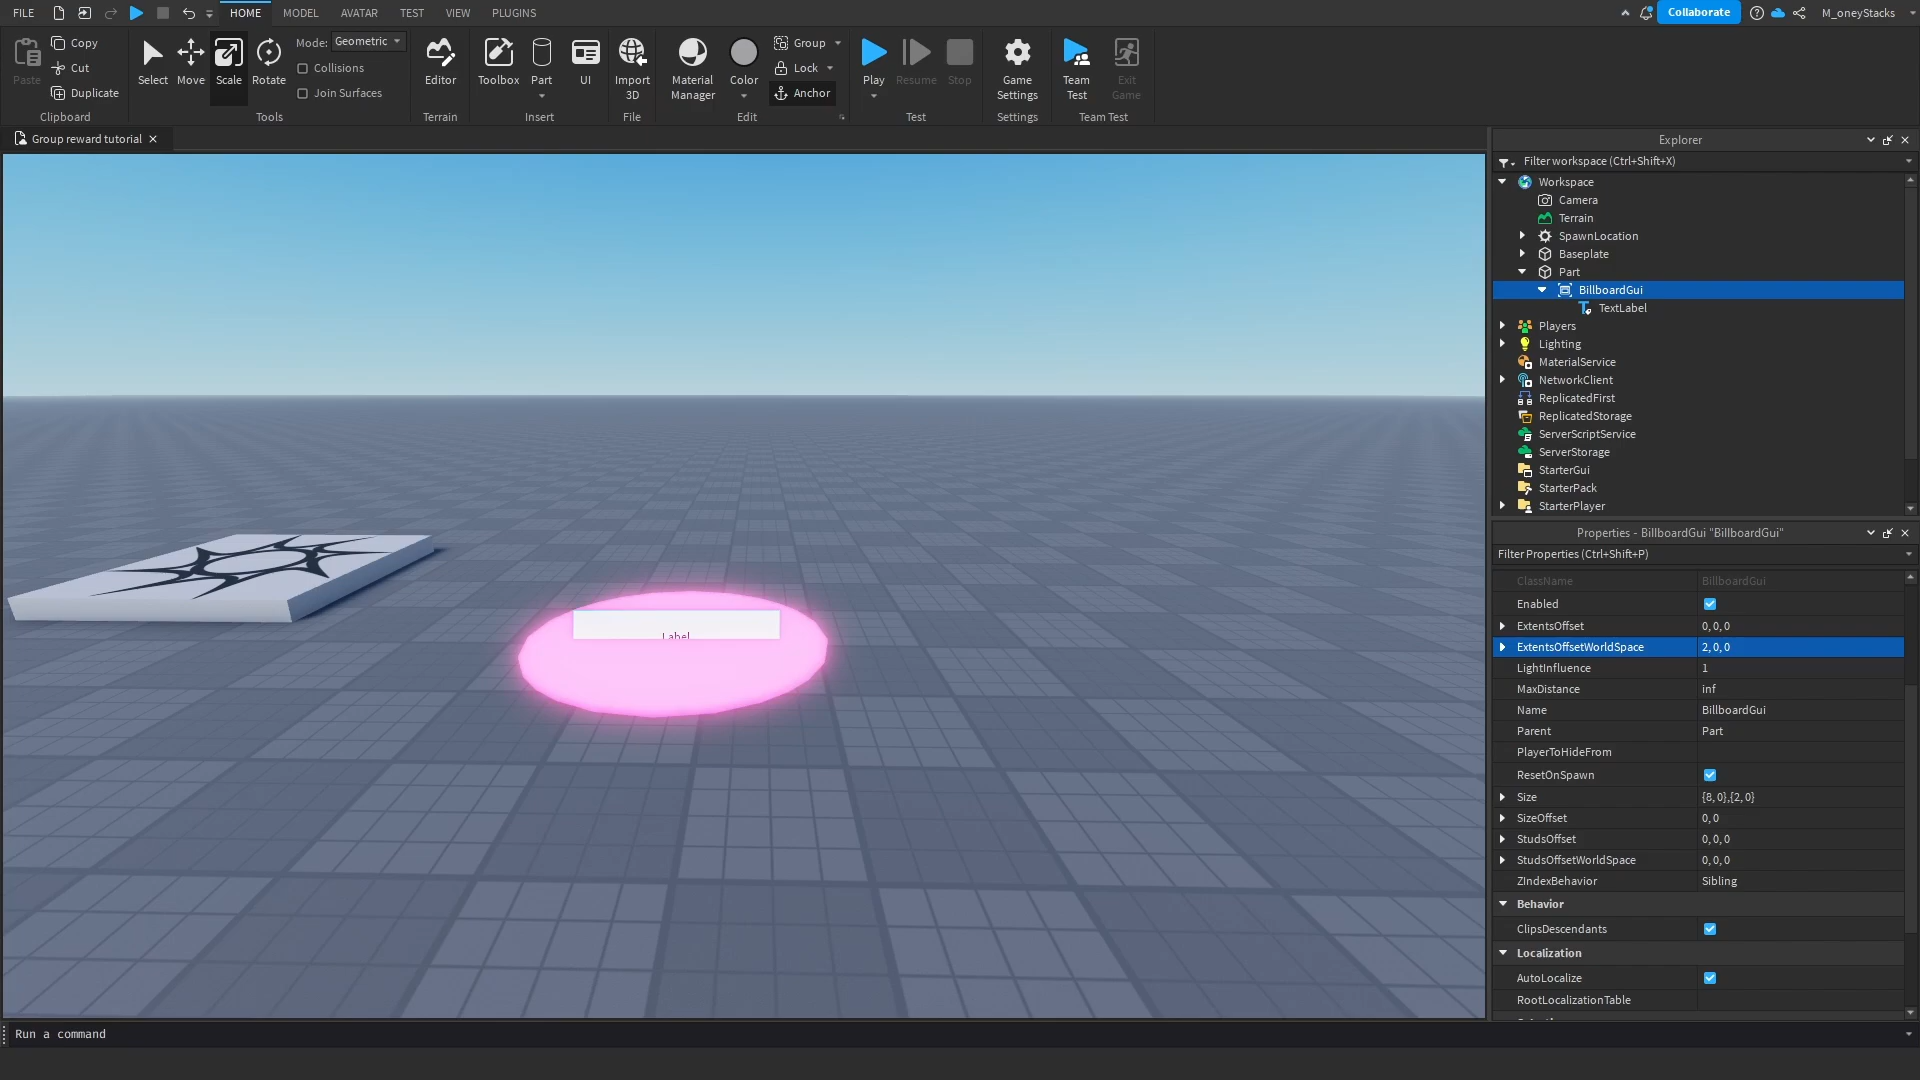 FILE HOME MODEL AVATAR TEST VIEW PLUGINS Collaborate M_oneyStacks
Paste Copy Cut Duplicate Clipboard
Select Move Scale Rotate Mode: Geometric Collisions Join Surfaces Tools
Editor Terrain
Toolbox Part UI Insert
Import 3D File
Material Manager Color Group Lock Anchor Edit
Play Resume Stop Test
Game Settings Settings
Team Test Exit Game Team Test
Group reward tutorial
Label
Explorer
Filter workspace (Ctrl+Shift+X)
Workspace
Camera
Terrain
SpawnLocation
Baseplate
Part
BillboardGui
TextLabel
Players
Lighting
MaterialService
NetworkClient
ReplicatedFirst
ReplicatedStorage
ServerScriptService
ServerStorage
StarterGui
StarterPack
StarterPlayer
Properties - BillboardGui "BillboardGui"
Filter Properties (Ctrl+Shift+P)
ClassName BillboardGui
Enabled
ExtentsOffset 0, 0, 0
ExtentsOffsetWorldSpace 2, 0, 0
LightInfluence 1
MaxDistance inf
Name BillboardGui
Parent Part
PlayerToHideFrom
ResetOnSpawn
Size {8, 0},{2, 0}
SizeOffset 0, 0
StudsOffset 0, 0, 0
StudsOffsetWorldSpace 0, 0, 0
ZIndexBehavior Sibling
Behavior
ClipsDescendants
Localization
AutoLocalize
RootLocalizationTable
Run a command